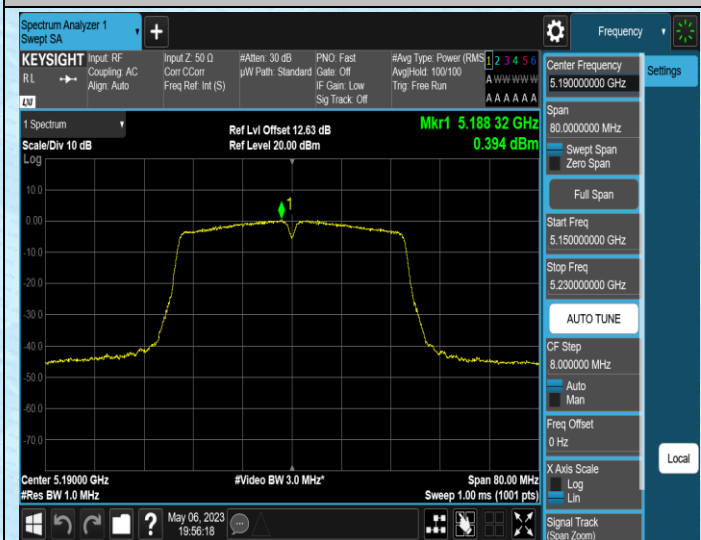 Spectrum Analyzer 1
Swept SA
Frequency
KEYSIGHT
RL
LXI
Input: RF
Coupling: AC
Align: Auto
Input Z: 50 Ω
Corr CCorr
Freq Ref: Int (S)
#Atten: 30 dB
µW Path: Standard
PNO: Fast
Gate: Off
IF Gain: Low
Sig Track: Off
#Avg Type: Power (RMS
Avg|Hold: 100/100
Trig: Free Run
1 2 3 4 5 6
A W W W W W
A A A A A A
1 Spectrum
Scale/Div 10 dB
Ref Lvl Offset 12.63 dB
Ref Level 20.00 dBm
Mkr1 5.188 32 GHz
0.394 dBm
Log
10.0
0.00
-10.0
-20.0
-30.0
-40.0
-50.0
-60.0
-70.0
1
Center 5.19000 GHz
#Res BW 1.0 MHz
#Video BW 3.0 MHz*
Span 80.00 MHz
Sweep 1.00 ms (1001 pts)
?
May 06, 2023
19:56:18
Center Frequency
5.190000000 GHz
Settings
Span
80.0000000 MHz
Swept Span
Zero Span
Full Span
Start Freq
5.150000000 GHz
Stop Freq
5.230000000 GHz
AUTO TUNE
CF Step
8.000000 MHz
Auto
Man
Freq Offset
0 Hz
X Axis Scale
Log
Lin
Local
Signal Track
(Span Zoom)